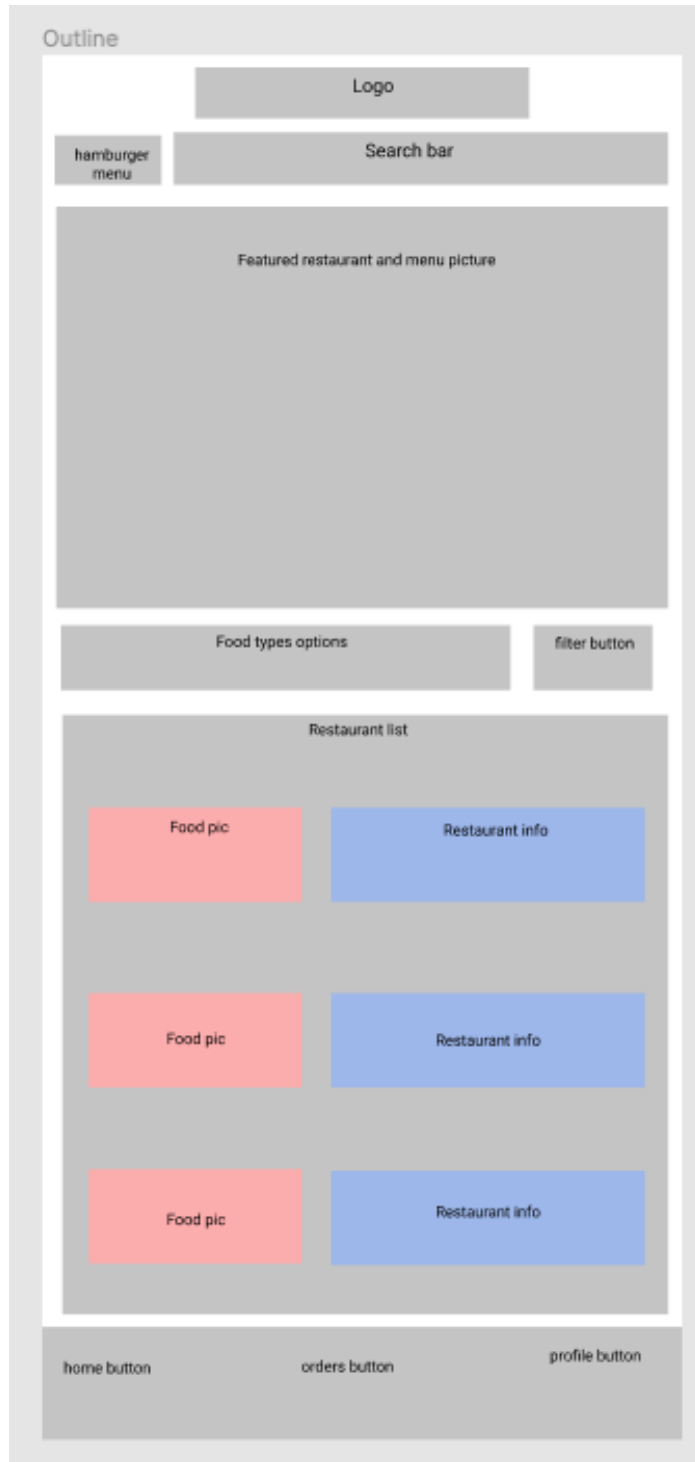 Outline
Logo
hamburger
menu
Search bar
Featured restaurant and menu picture
Food types options
filter button
Restaurant list
Food pic
Restaurant info
Food pic
Restaurant info
Food pic
Restaurant info
home button
orders button
profile button